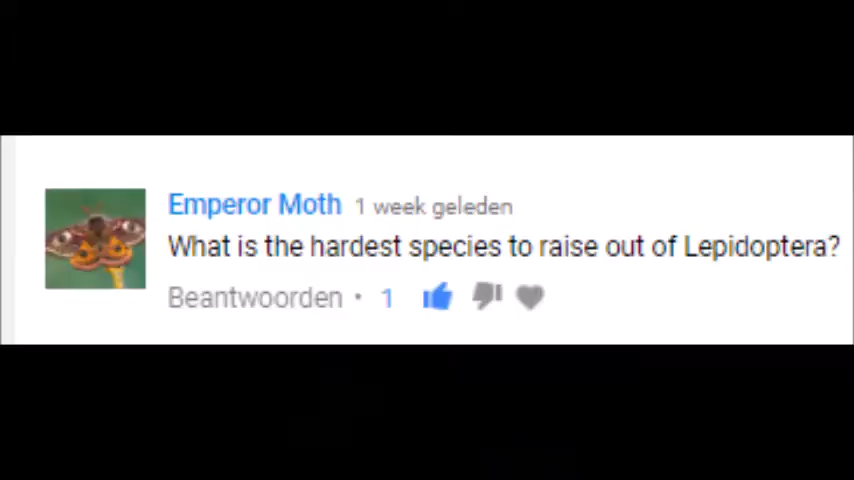 Emperor Moth 1 week geleden
What is the hardest species to raise out of Lepidoptera?
Beantwoorden • 1